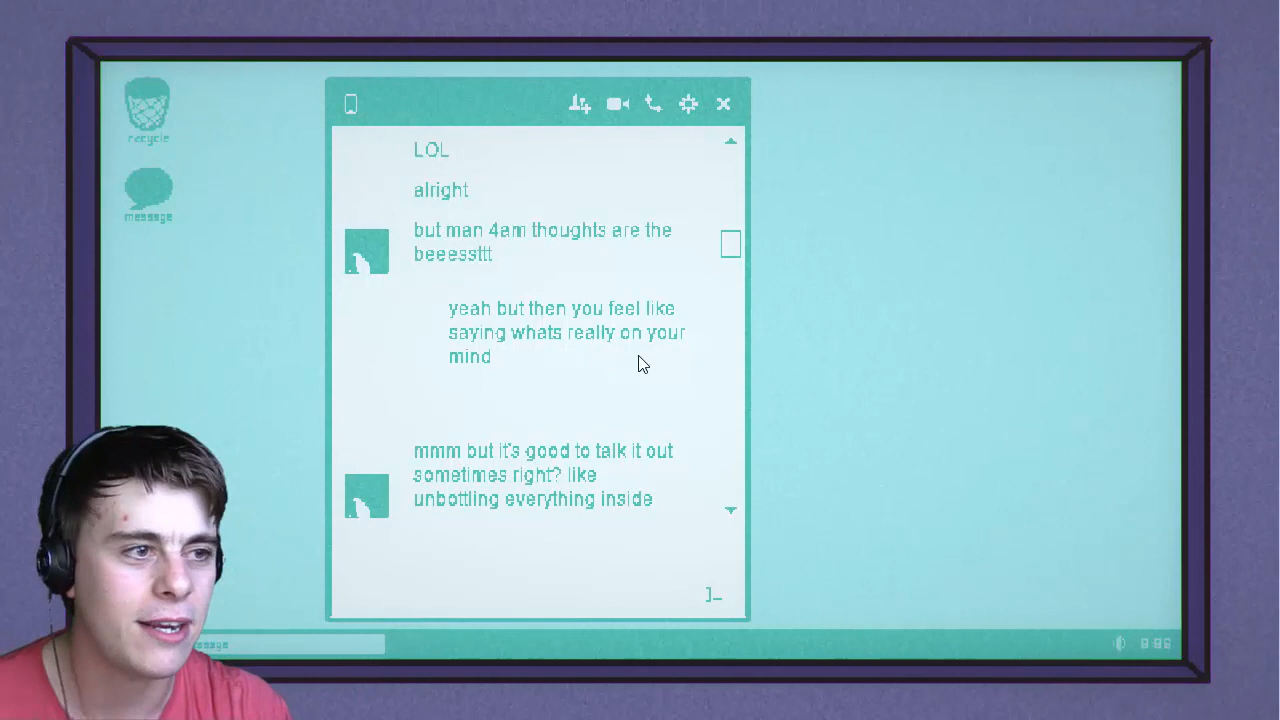 recycle
message
LOL
alright
but man 4am thoughts are the
beeessttt
yeah but then you feel like
saying whats really on your
mind
mmm but it's good to talk it out
sometimes right? like
unbottling everything inside
]_